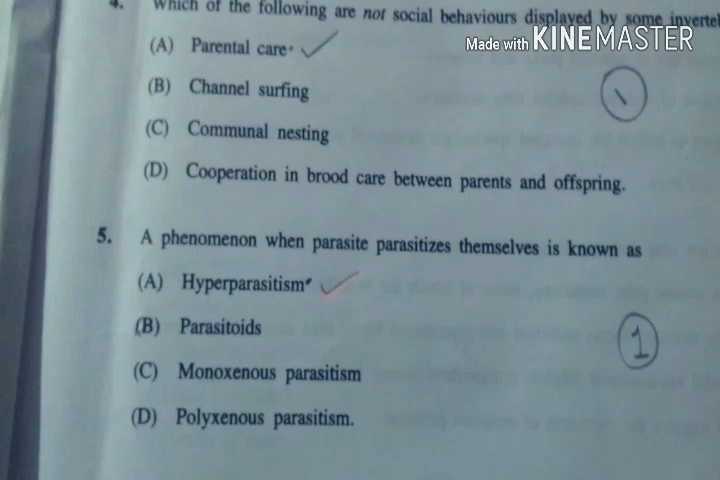 4. Which of the following are not social behaviours displayed by some
Made with KINEMASTER
(A) Parental care
(B) Channel surfing
(C) Communal nesting
(D) Cooperation in brood care between parents and offspring.
5. A phenomenon when parasite parasitizes themselves is known as
(A) Hyperparasitism
(B) Parasitoids
1
(C) Monoxenous parasitism
(D) Polyxenous parasitism.